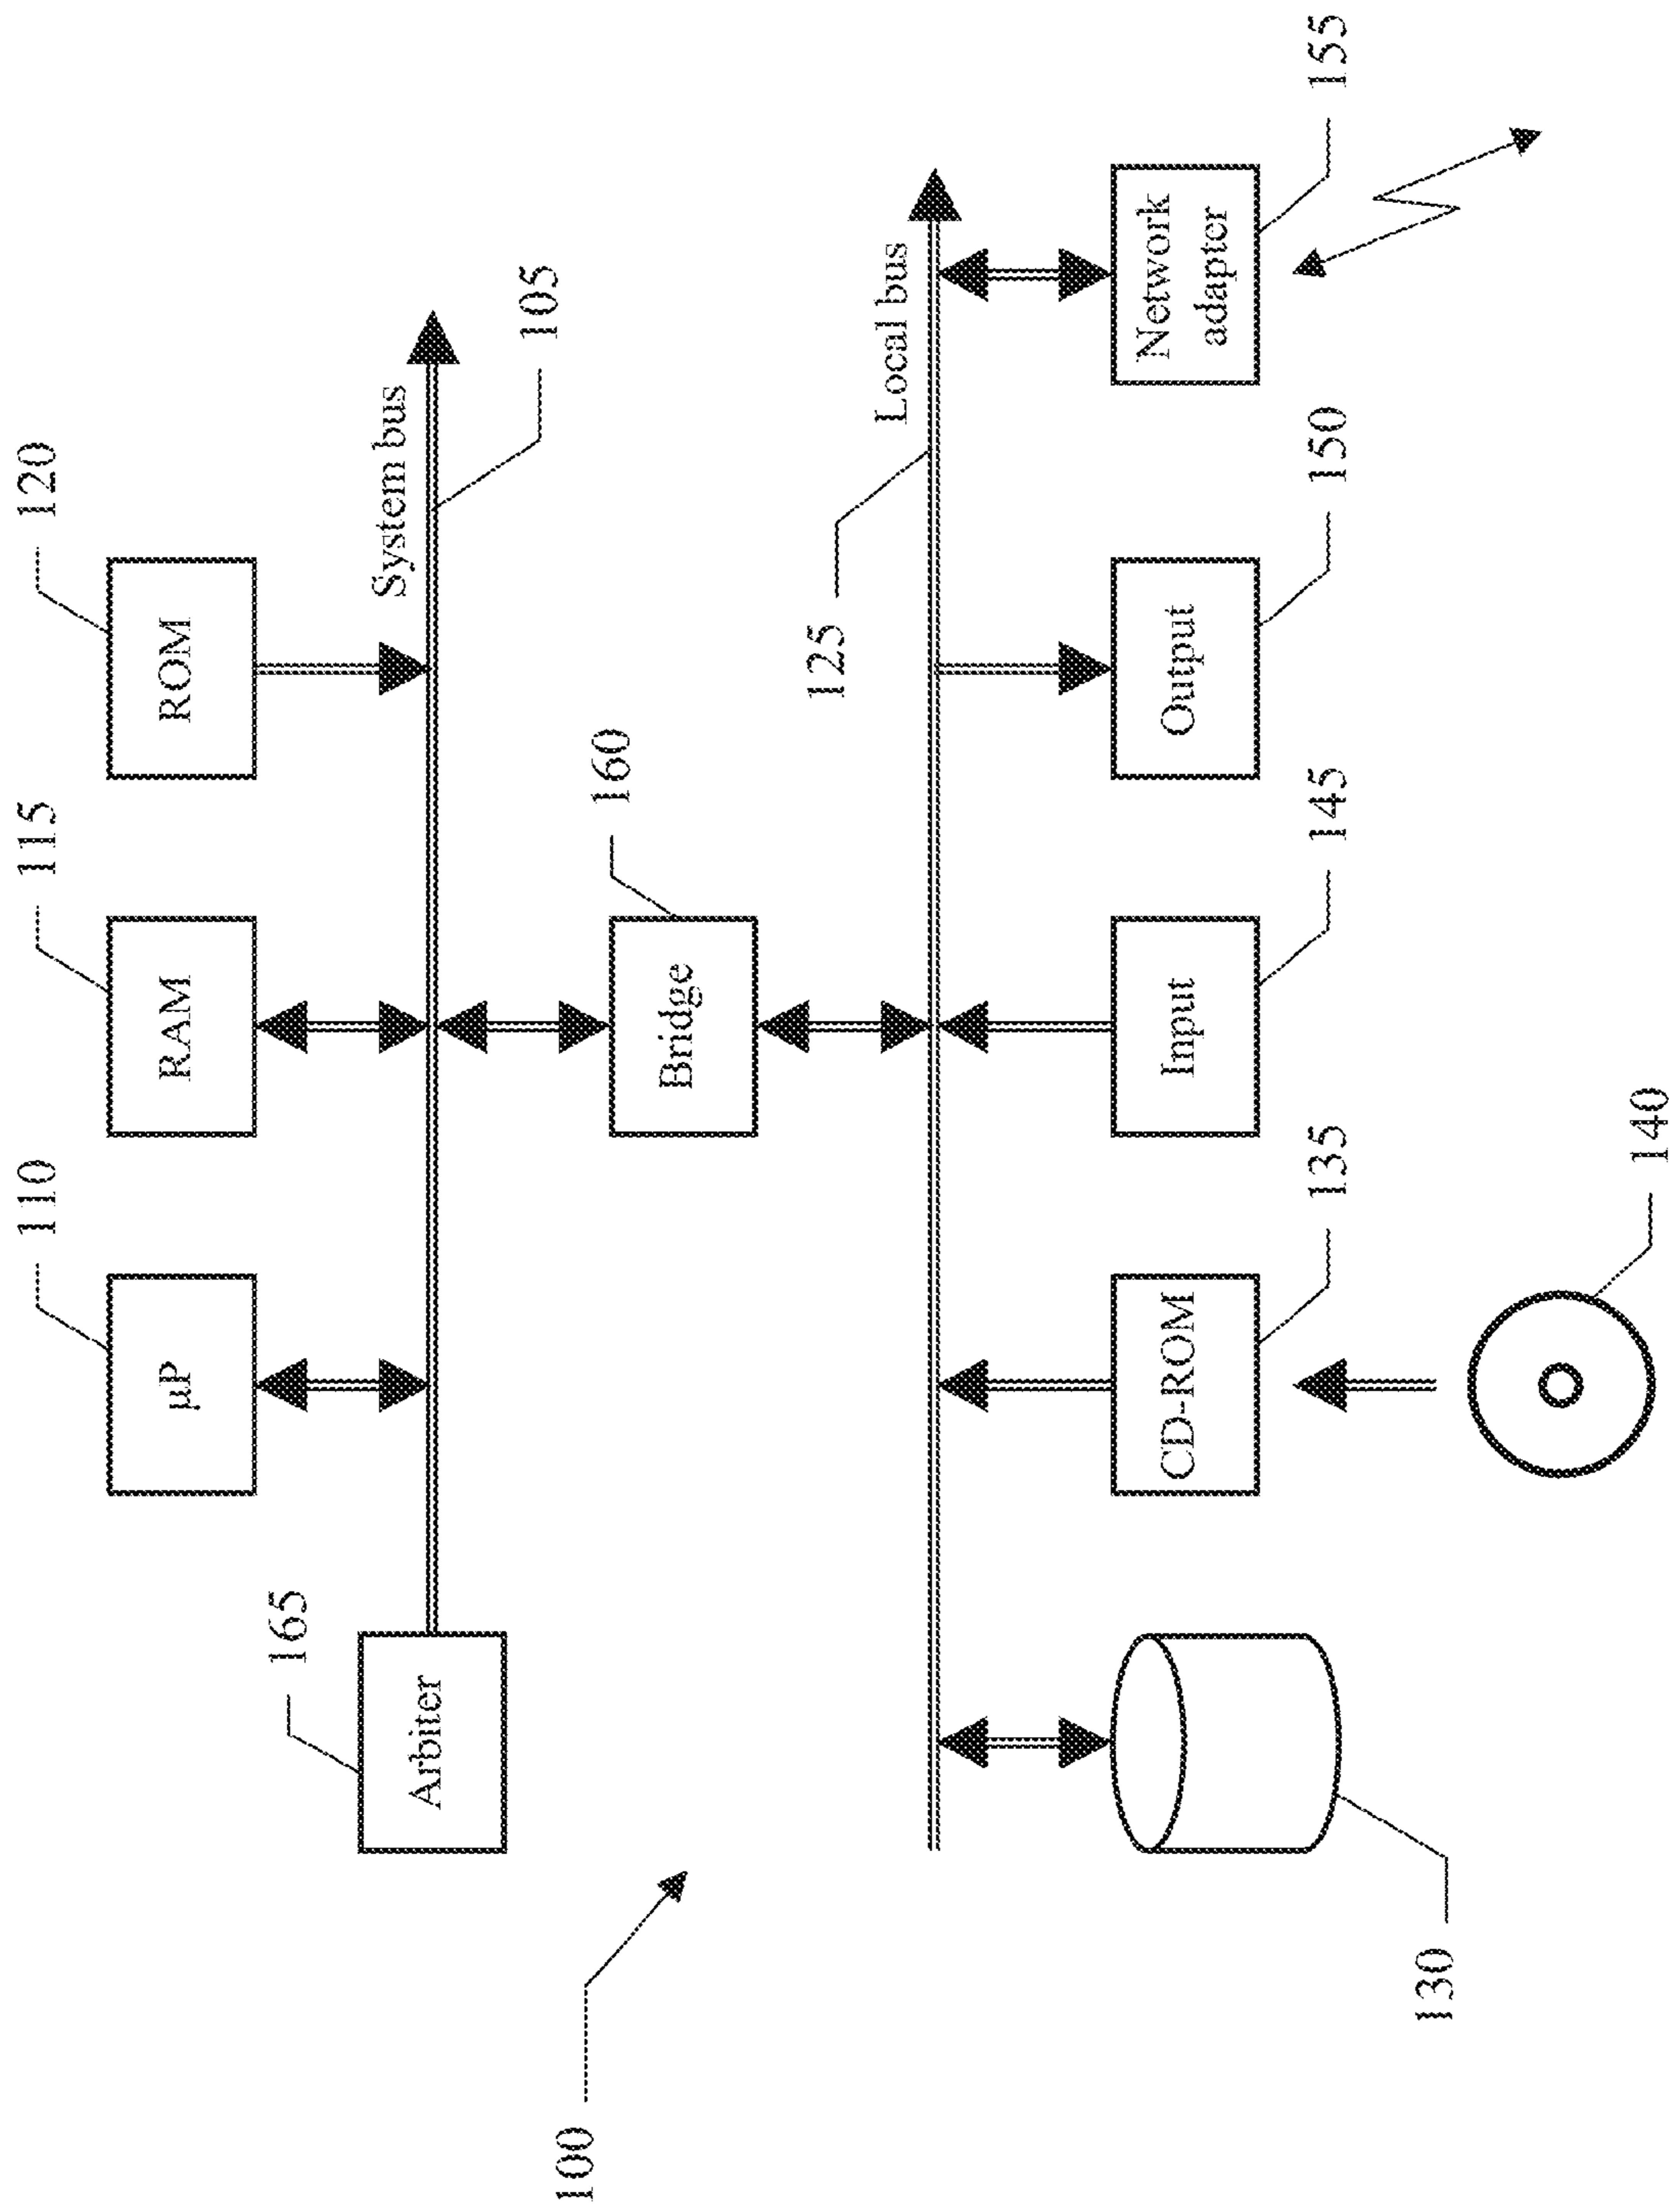 110
115
120
µP
RAM
ROM
165
Arbiter
System bus
105
160
Bridge
100
125
Local bus
CD-ROM
Input
Output
Network
adapter
130
135
145
150
155
140